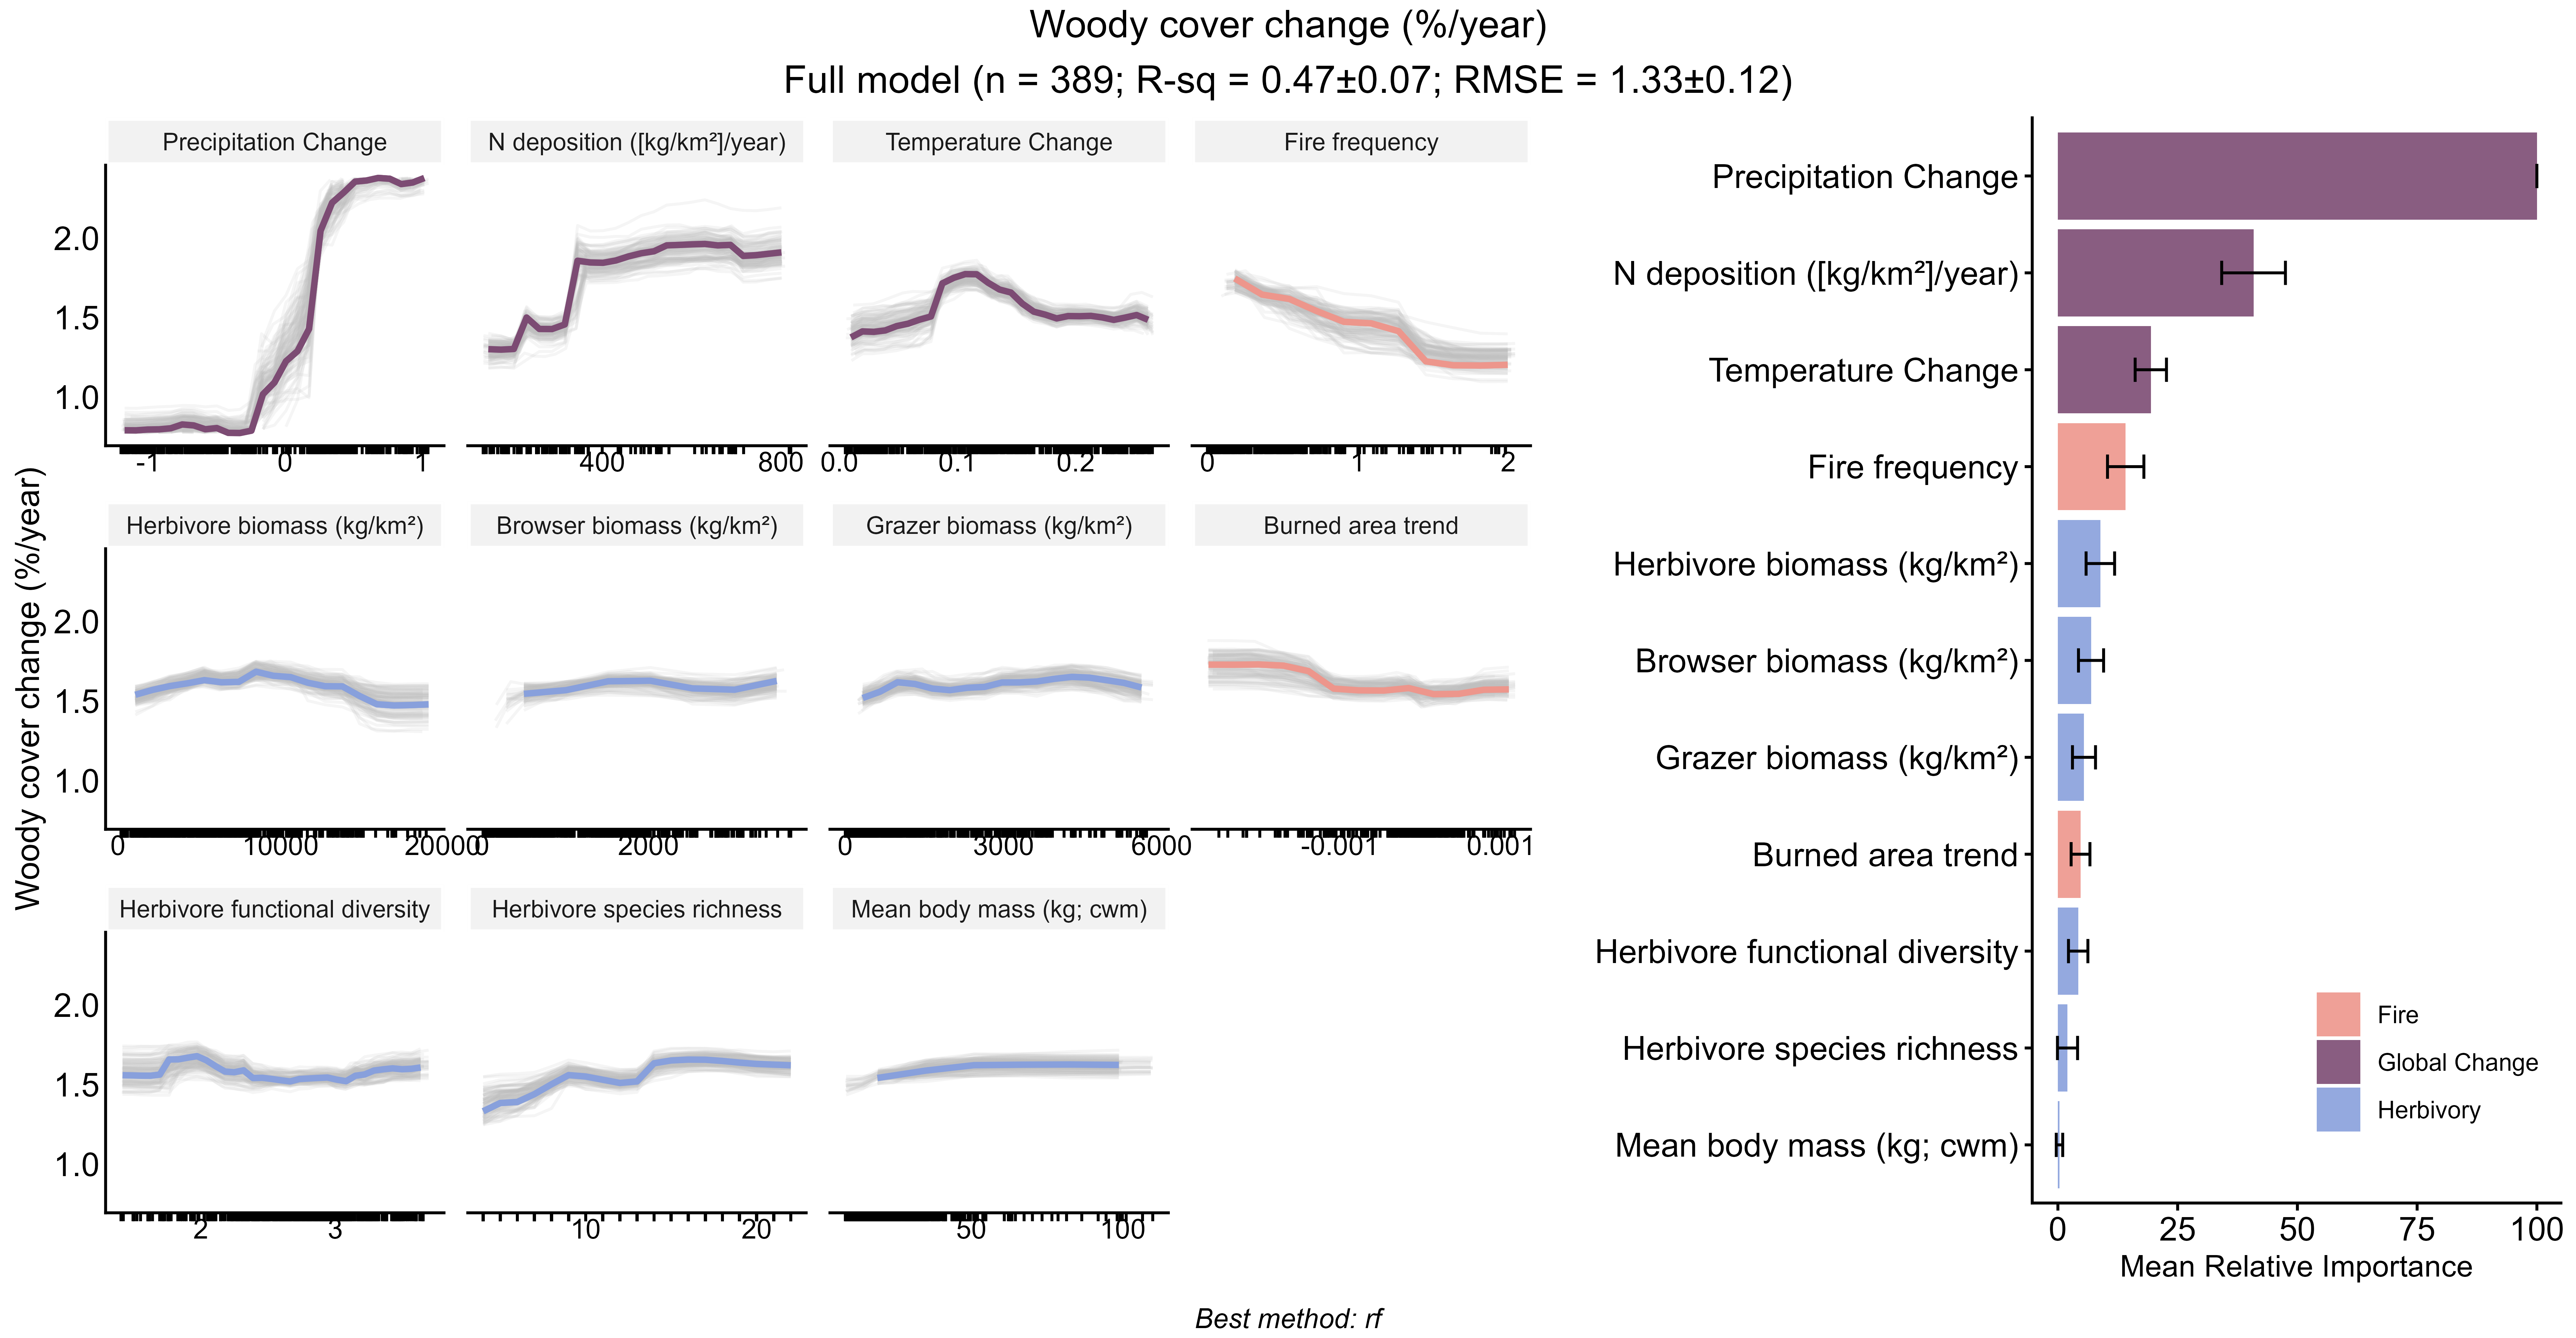 Woody cover change (%/year)
Full model (n = 389; R-sq = 0.47±0.07; RMSE = 1.33±0.12)
Woody cover change (%/year)
Precipitation Change
N deposition ([kg/km²]/year)
Temperature Change
Fire frequency
2.0
1.5
1.0
-1 0 1
400 800
0.0 0.1 0.2
0 1 2
Herbivore biomass (kg/km²)
Browser biomass (kg/km²)
Grazer biomass (kg/km²)
Burned area trend
2.0
1.5
1.0
0 10000 20000
0 2000
0 3000 6000
-0.001 0.001
Herbivore functional diversity
Herbivore species richness
Mean body mass (kg; cwm)
2.0
1.5
1.0
2 3
10 20
50 100
Precipitation Change
N deposition ([kg/km²]/year)
Temperature Change
Fire frequency
Herbivore biomass (kg/km²)
Browser biomass (kg/km²)
Grazer biomass (kg/km²)
Burned area trend
Herbivore functional diversity
Herbivore species richness
Mean body mass (kg; cwm)
0 25 50 75 100
Mean Relative Importance
Fire
Global Change
Herbivory
Best method: rf